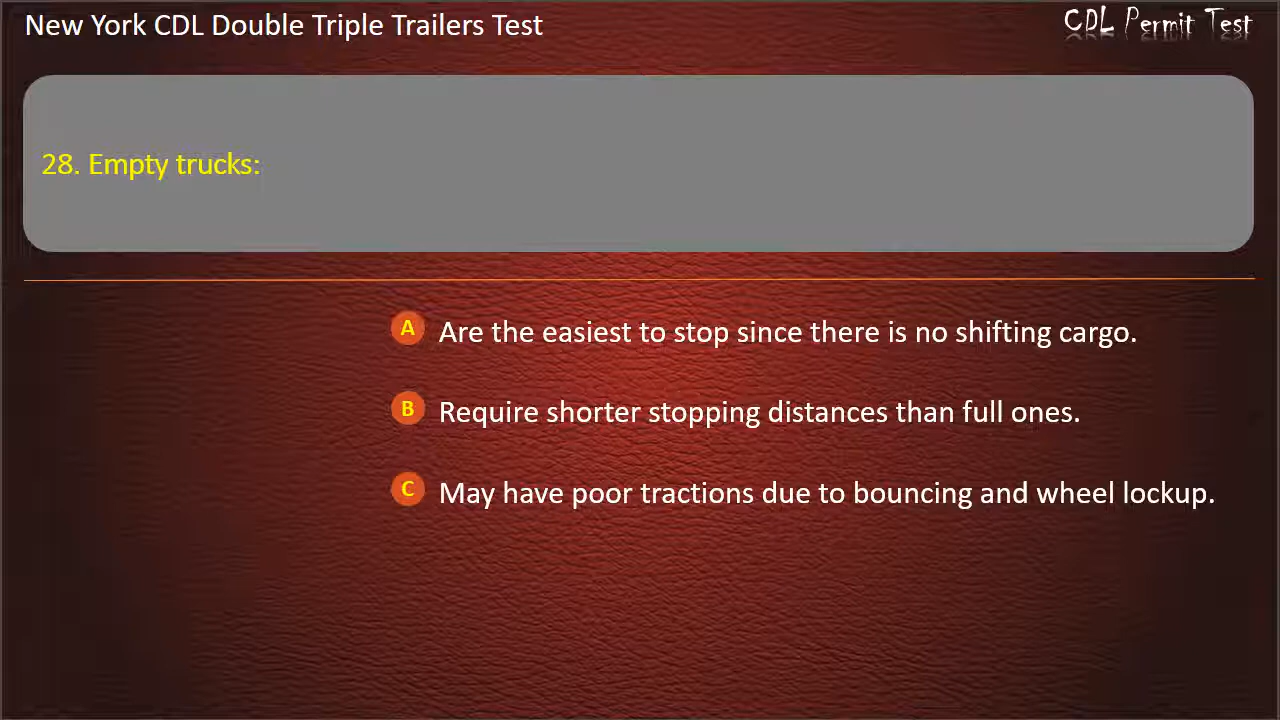 New York CDL Double Triple Trailers Test
CDL Permit Test
28. Empty trucks:
A Are the easiest to stop since there is no shifting cargo.
B Require shorter stopping distances than full ones.
C May have poor tractions due to bouncing and wheel lockup.